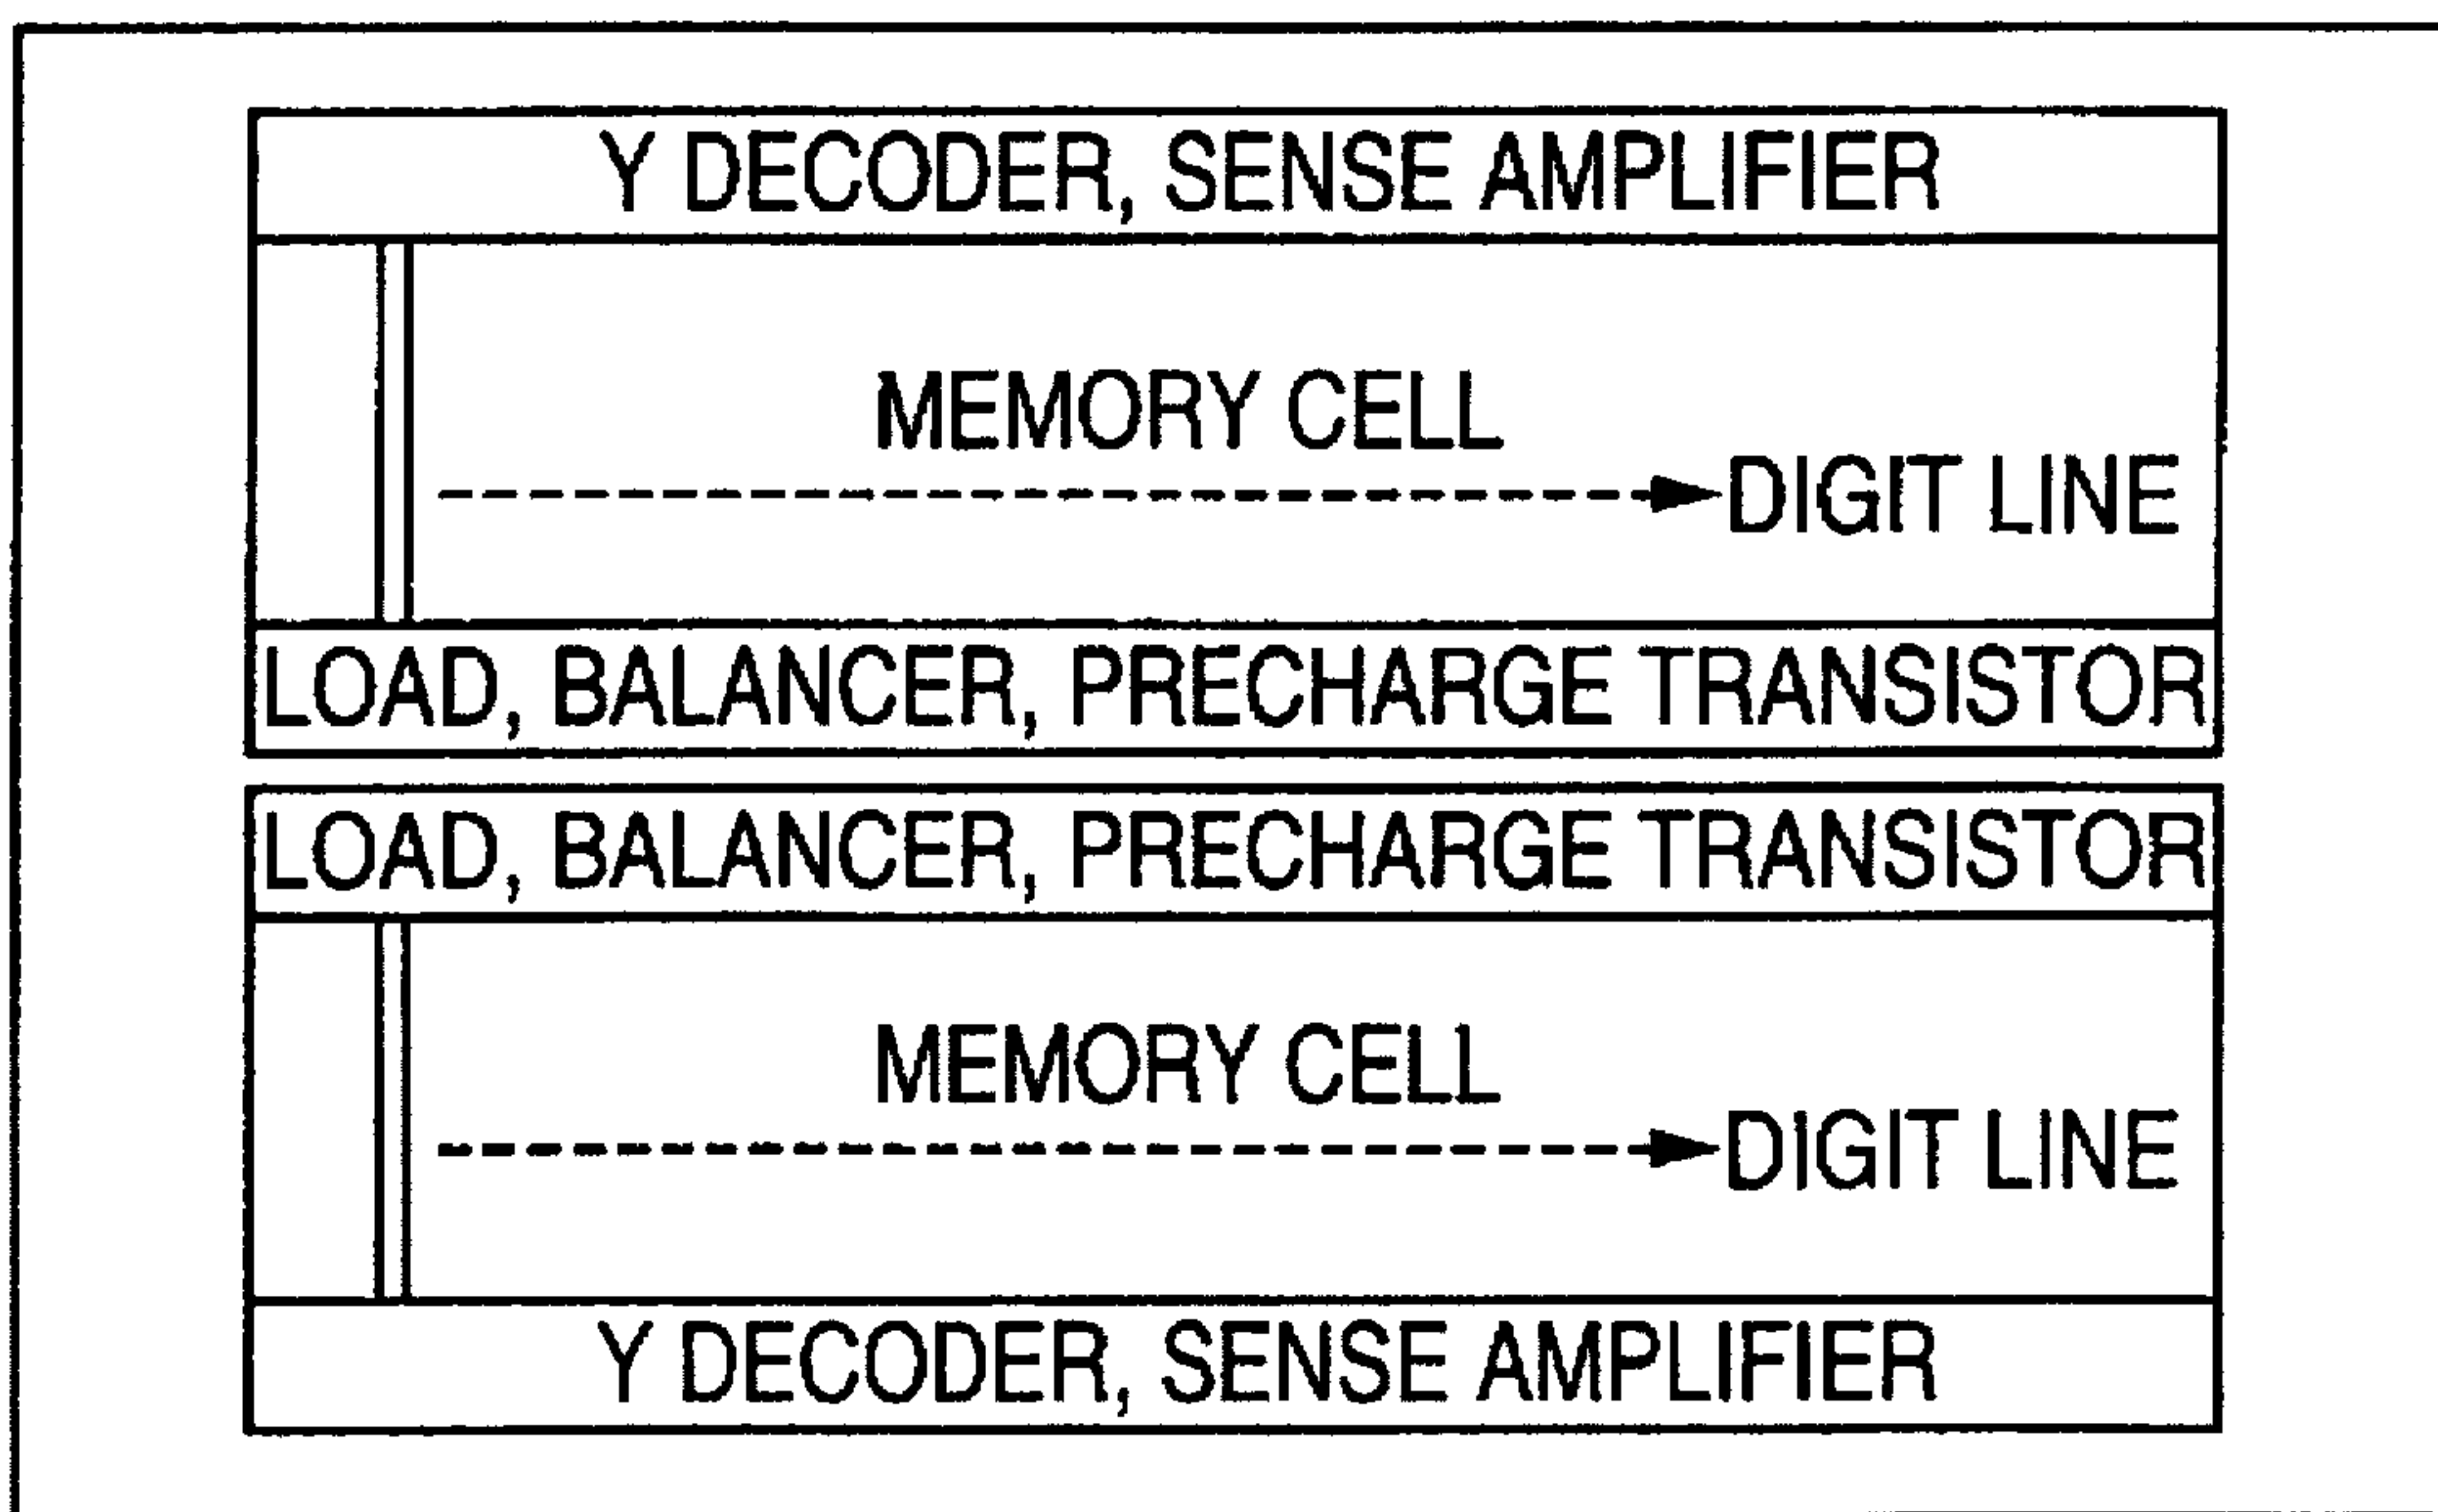 Y DECODER, SENSE AMPLIFIER
MEMORY CELL
DIGIT LINE
LOAD, BALANCER, PRECHARGE TRANSISTOR
LOAD, BALANCER, PRECHARGE TRANSISTOR
MEMORY CELL
DIGIT LINE
Y DECODER, SENSE AMPLIFIER